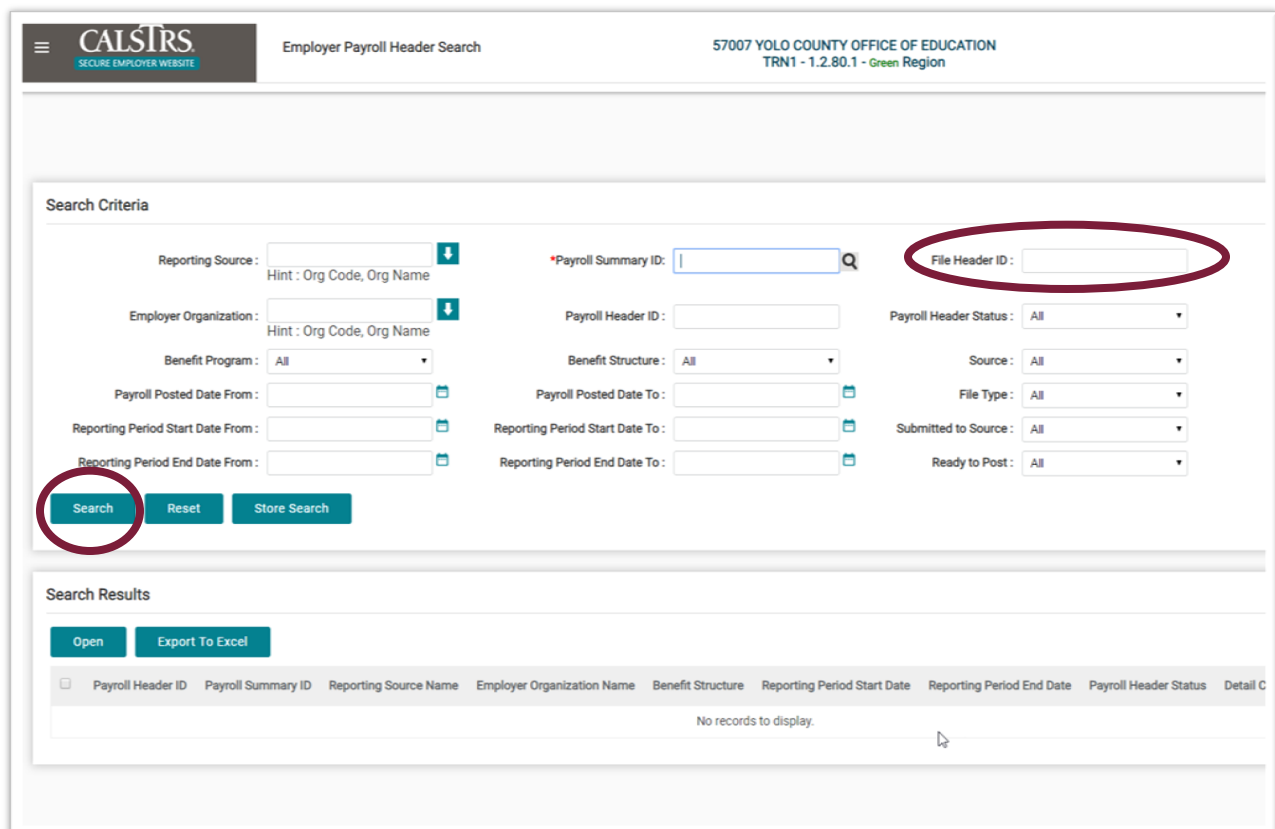 CALSTRS
SECURE EMPLOYER WEBSITE
Employer Payroll Header Search
57007 YOLO COUNTY OFFICE OF EDUCATION
TRN1 - 1.2.80.1 - Green Region
Search Criteria
Reporting Source :
Hint : Org Code, Org Name
*Payroll Summary ID:
File Header ID :
Employer Organization :
Hint : Org Code, Org Name
Payroll Header ID :
Payroll Header Status : All
Benefit Program : All
Benefit Structure : All
Source : All
Payroll Posted Date From :
Payroll Posted Date To :
File Type : All
Reporting Period Start Date From :
Reporting Period Start Date To :
Submitted to Source : All
Reporting Period End Date From :
Reporting Period End Date To :
Ready to Post : All
Search Reset Store Search
Search Results
Open Export To Excel
Payroll Header ID Payroll Summary ID Reporting Source Name Employer Organization Name Benefit Structure Reporting Period Start Date Reporting Period End Date Payroll Header Status Detail C
No records to display.